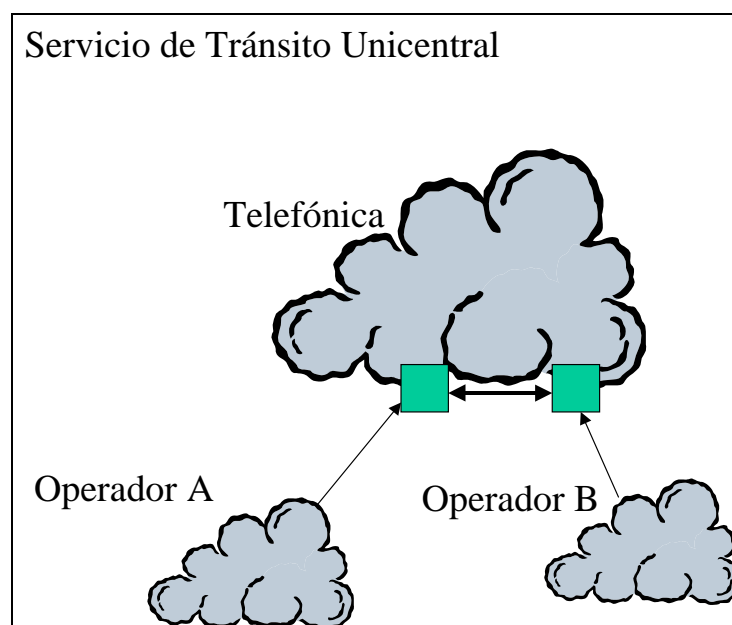 Servicio de Tránsito Unicentral
Telefónica
Operador A
Operador B